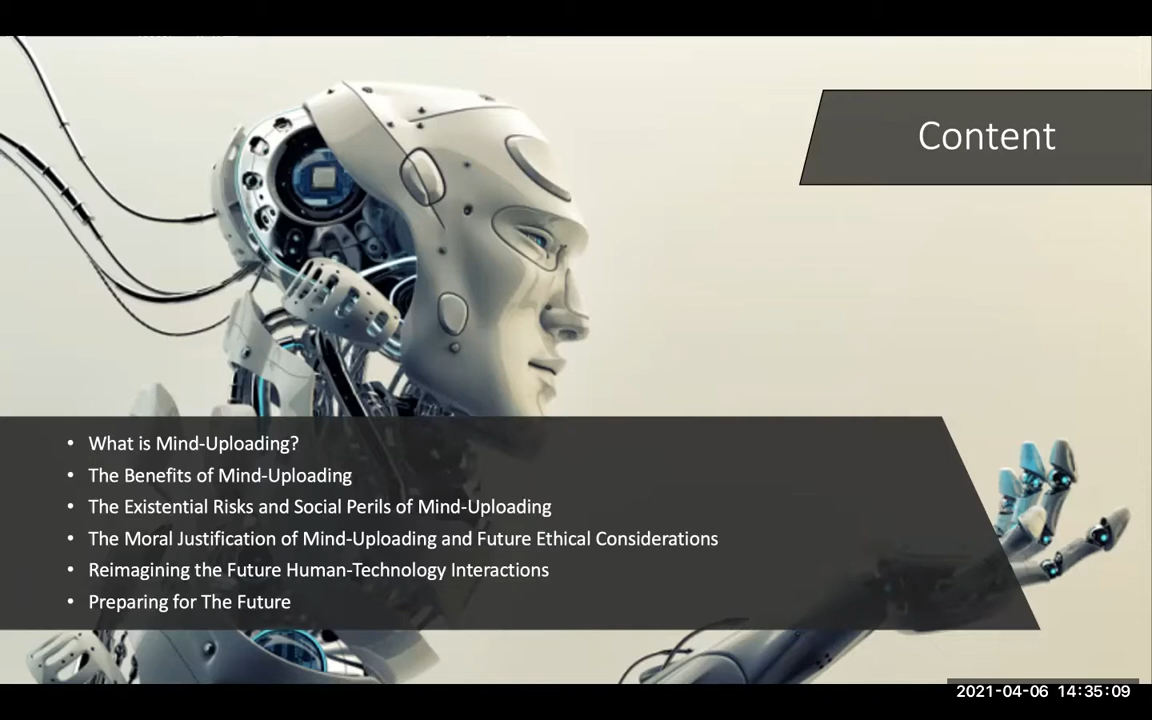 Content
• What is Mind-Uploading?
• The Benefits of Mind-Uploading
• The Existential Risks and Social Perils of Mind-Uploading
• The Moral Justification of Mind-Uploading and Future Ethical Considerations
• Reimagining the Future Human-Technology Interactions
• Preparing for The Future
2021-04-06 14:35:09